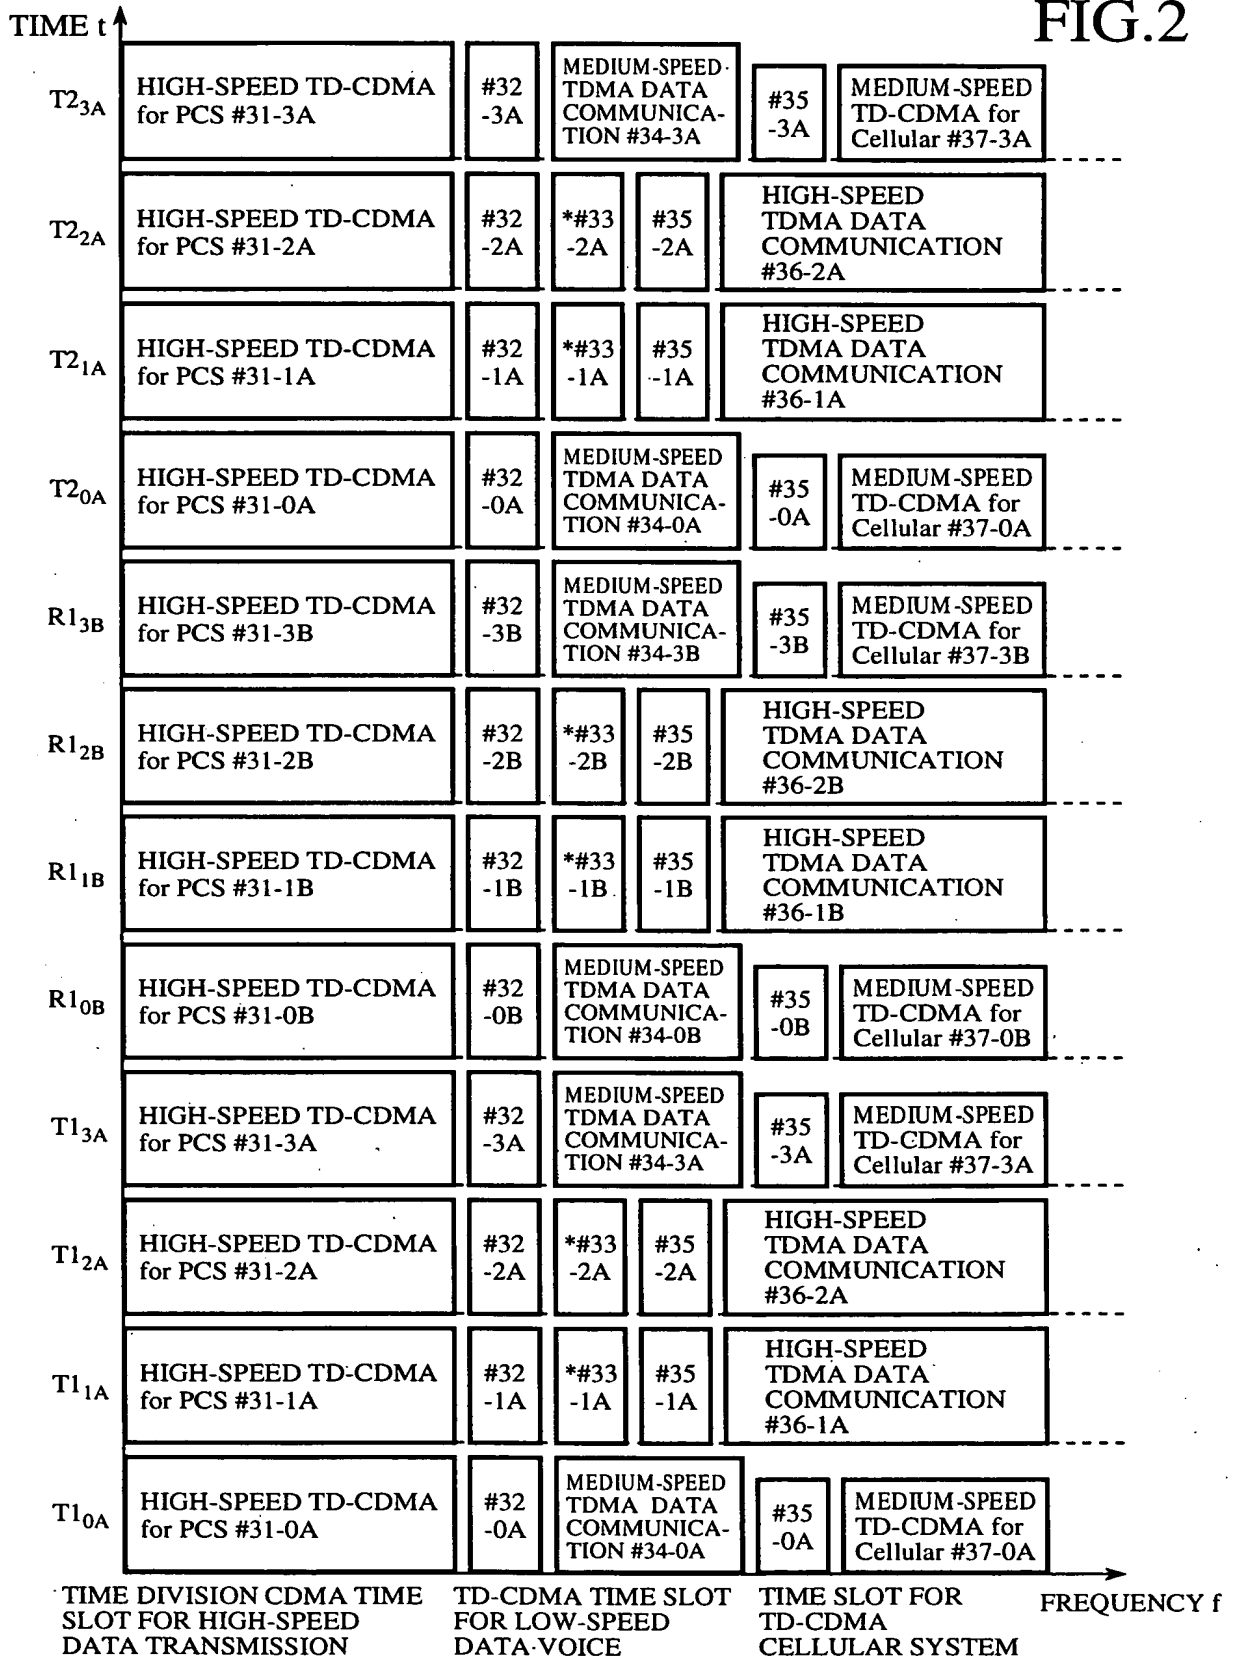 FIG.2
TIME t
T2₃A
HIGH-SPEED TD-CDMA
for PCS #31-3A
#32
-3A
MEDIUM-SPEED
TDMA DATA
COMMUNICA-
TION #34-3A
#35
-3A
MEDIUM-SPEED
TD-CDMA for
Cellular #37-3A
T2₂A
HIGH-SPEED TD-CDMA
for PCS #31-2A
#32
-2A
*#33
-2A
#35
-2A
HIGH-SPEED
TDMA DATA
COMMUNICATION
#36-2A
T2₁A
HIGH-SPEED TD-CDMA
for PCS #31-1A
#32
-1A
*#33
-1A
#35
-1A
HIGH-SPEED
TDMA DATA
COMMUNICATION
#36-1A
T2₀A
HIGH-SPEED TD-CDMA
for PCS #31-0A
#32
-0A
MEDIUM-SPEED
TDMA DATA
COMMUNICA-
TION #34-0A
#35
-0A
MEDIUM-SPEED
TD-CDMA for
Cellular #37-0A
R1₃B
HIGH-SPEED TD-CDMA
for PCS #31-3B
#32
-3B
MEDIUM-SPEED
TDMA DATA
COMMUNICA-
TION #34-3B
#35
-3B
MEDIUM-SPEED
TD-CDMA for
Cellular #37-3B
R1₂B
HIGH-SPEED TD-CDMA
for PCS #31-2B
#32
-2B
*#33
-2B
#35
-2B
HIGH-SPEED
TDMA DATA
COMMUNICATION
#36-2B
R1₁B
HIGH-SPEED TD-CDMA
for PCS #31-1B
#32
-1B
*#33
-1B
#35
-1B
HIGH-SPEED
TDMA DATA
COMMUNICATION
#36-1B
R1₀B
HIGH-SPEED TD-CDMA
for PCS #31-0B
#32
-0B
MEDIUM-SPEED
TDMA DATA
COMMUNICA-
TION #34-0B
#35
-0B
MEDIUM-SPEED
TD-CDMA for
Cellular #37-0B
T1₃A
HIGH-SPEED TD-CDMA
for PCS #31-3A
#32
-3A
MEDIUM-SPEED
TDMA DATA
COMMUNICA-
TION #34-3A
#35
-3A
MEDIUM-SPEED
TD-CDMA for
Cellular #37-3A
T1₂A
HIGH-SPEED TD-CDMA
for PCS #31-2A
#32
-2A
*#33
-2A
#35
-2A
HIGH-SPEED
TDMA DATA
COMMUNICATION
#36-2A
T1₁A
HIGH-SPEED TD-CDMA
for PCS #31-1A
#32
-1A
*#33
-1A
#35
-1A
HIGH-SPEED
TDMA DATA
COMMUNICATION
#36-1A
T1₀A
HIGH-SPEED TD-CDMA
for PCS #31-0A
#32
-0A
MEDIUM-SPEED
TDMA DATA
COMMUNICA-
TION #34-0A
#35
-0A
MEDIUM-SPEED
TD-CDMA for
Cellular #37-0A
TIME DIVISION CDMA TIME
SLOT FOR HIGH-SPEED
DATA TRANSMISSION
TD-CDMA TIME SLOT
FOR LOW-SPEED
DATA·VOICE
TIME SLOT FOR
TD-CDMA
CELLULAR SYSTEM
FREQUENCY f